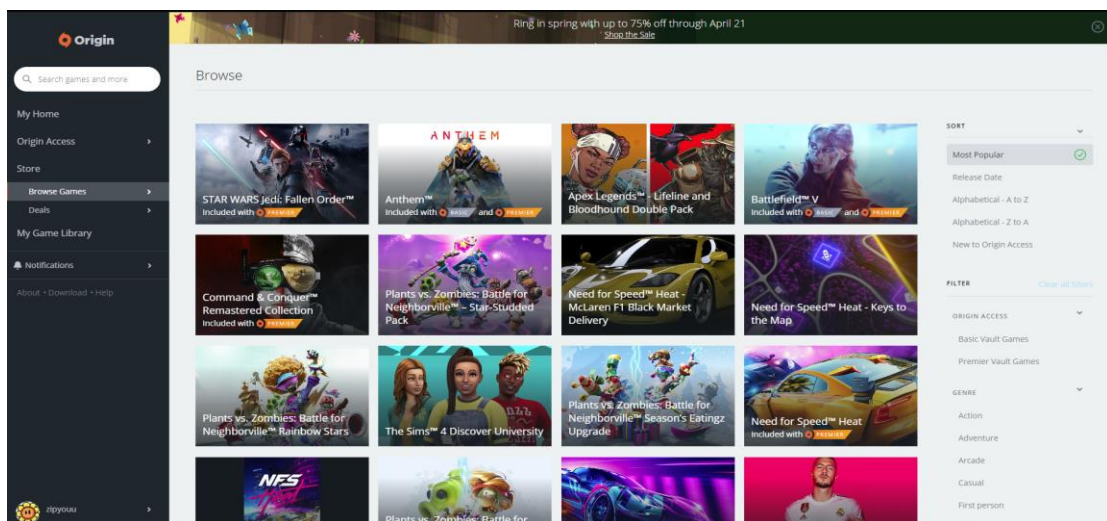 Ring in spring with up to 75% off through April 21
Shop the Sale
Origin
Search games and more
My Home
Origin Access
Store
Browse Games
Deals
My Game Library
Notifications
About • Download • Help
zipyouu
Browse
STAR WARS Jedi: Fallen Order™
Included with PREMIER
ANTHEM
Anthem™
Included with BASIC and PREMIER
Apex Legends™ - Lifeline and
Bloodhound Double Pack
Battlefield™ V
Included with BASIC and PREMIER
Command & Conquer™
Remastered Collection
Included with PREMIER
Plants vs. Zombies: Battle for
Neighborville™ – Star-Studded
Pack
Need for Speed™ Heat -
McLaren F1 Black Market
Delivery
Need for Speed™ Heat - Keys to
the Map
Plants vs. Zombies: Battle for
Neighborville™ Rainbow Stars
The Sims™ 4 Discover University
Plants vs. Zombies: Battle for
Neighborville™ Season's Eatingz
Upgrade
Need for Speed™ Heat
Included with PREMIER
NFS
Plants vs. Zombies: Battle for
SORT
Most Popular
Release Date
Alphabetical - A to Z
Alphabetical - Z to A
New to Origin Access
FILTER
Clear all filters
ORIGIN ACCESS
Basic Vault Games
Premier Vault Games
GENRE
Action
Adventure
Arcade
Casual
First person